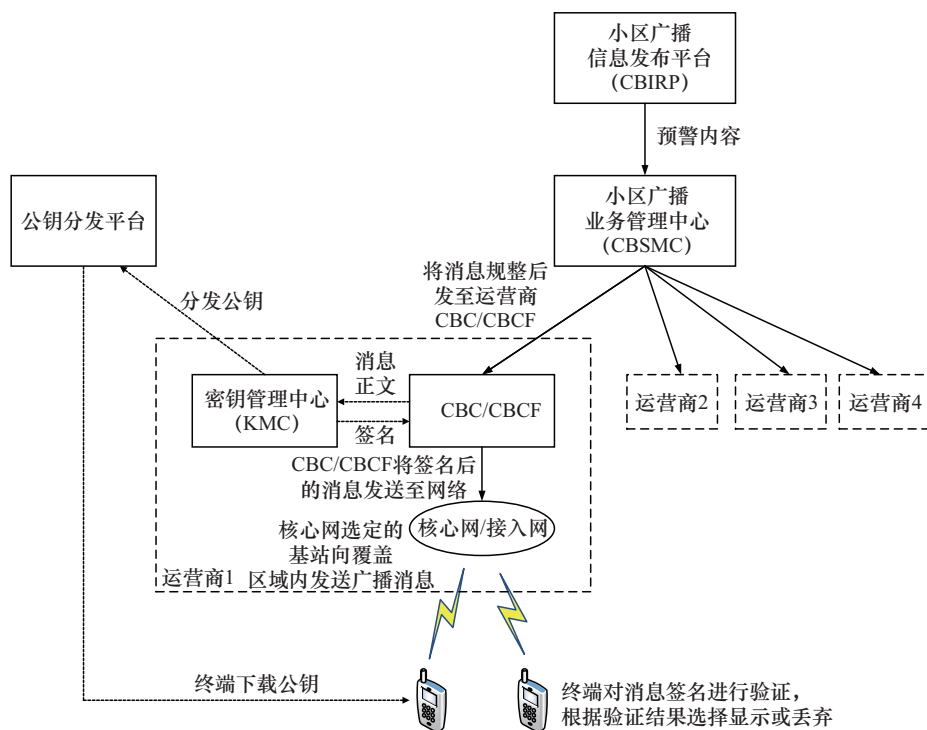 小区广播
信息发布平台
（CBIRP）
预警内容
小区广播
业务管理中心
（CBSMC）
公钥分发平台
将消息规整后
发至运营商
CBC/CBCF
分发公钥
消息
正文
密钥管理中心
（KMC）
CBC/CBCF
签名
运营商2
运营商3
运营商4
CBC/CBCF将签名后
的消息发送至网络
核心网/接入网
核心网选定的
基站向覆盖
区域内发送广播消息
运营商1
终端下载公钥
终端对消息签名进行验证，
根据验证结果选择显示或丢弃